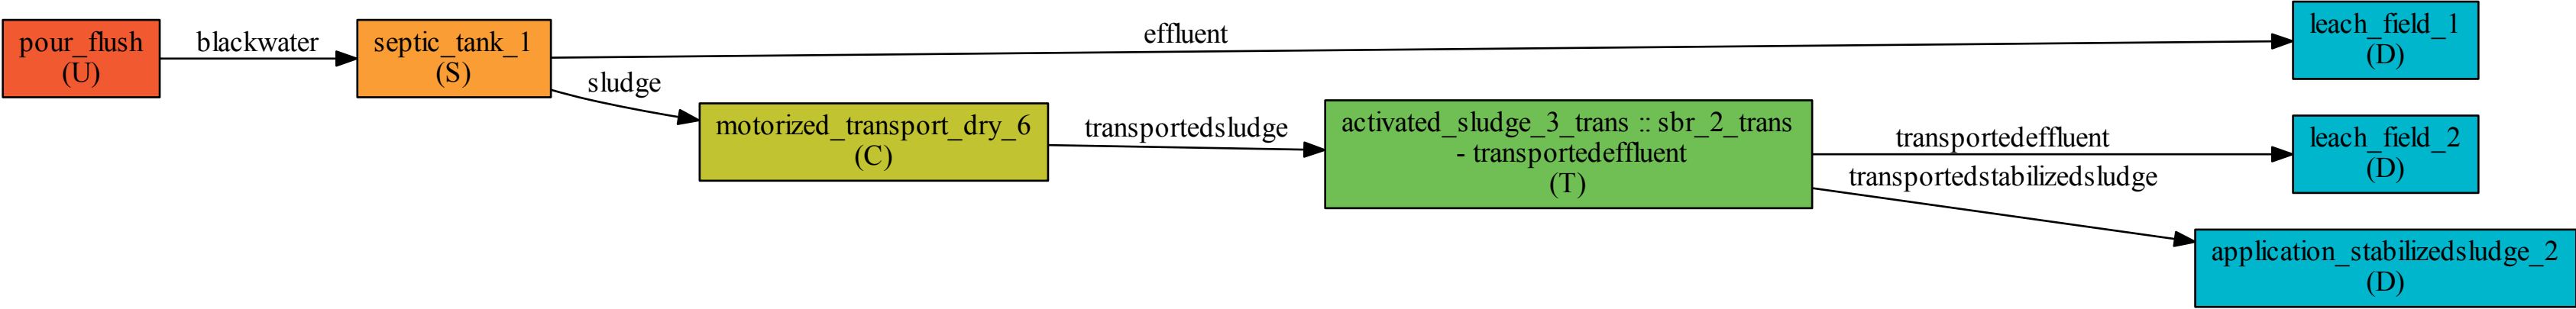 pour_flush
(U)
blackwater
septic_tank_1
(S)
effluent
leach_field_1
(D)
sludge
motorized_transport_dry_6
(C)
transportedsludge
activated_sludge_3_trans :: sbr_2_trans
- transportedeffluent
(T)
transportedeffluent
leach_field_2
(D)
transportedstabilizedsludge
application_stabilizedsludge_2
(D)